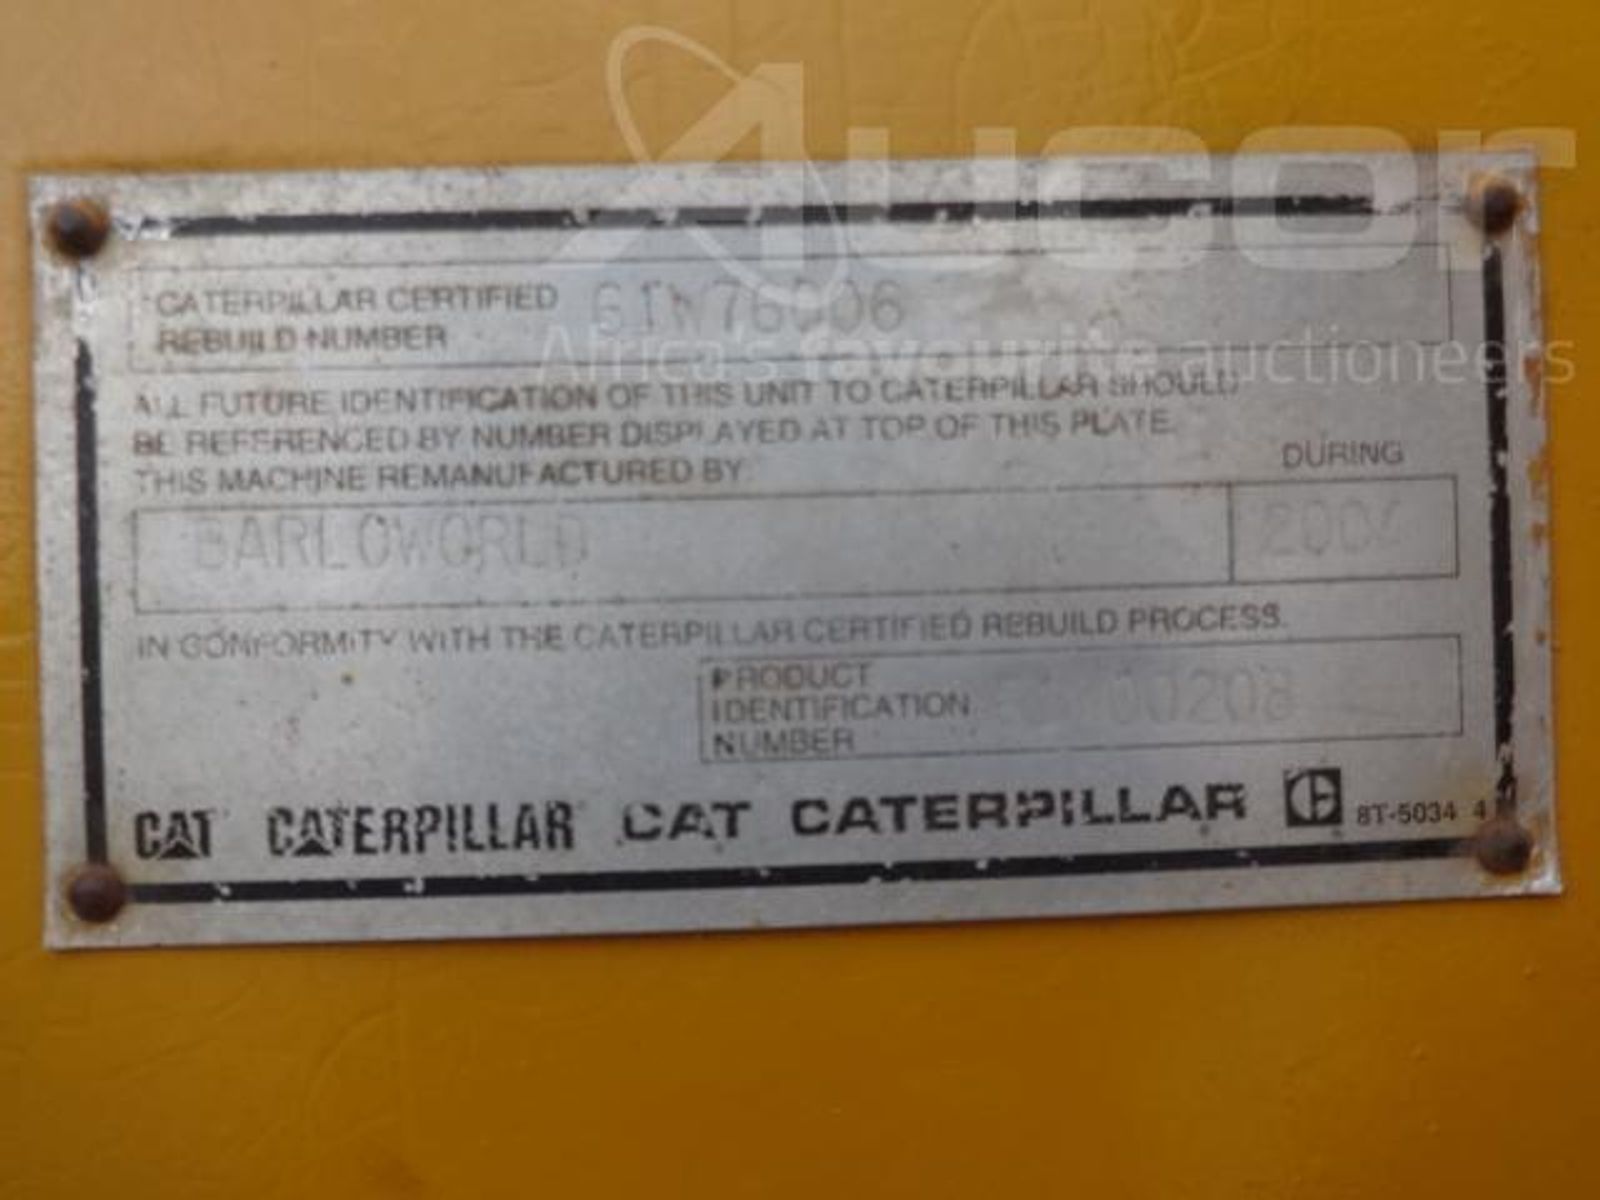 Aucor
Africa's favourite auctioneers
CATERPILLAR CERTIFIED
REBUILD NUMBER
ALL FUTURE IDENTIFICATION OF THIS UNIT TO CATERPILLAR SHOULD
BE REFERENCED BY NUMBER DISPLAYED AT TOP OF THIS PLATE.
THIS MACHINE REMANUFACTURED BY: DURING
BARLOWORLD
IN CONFORMITY WITH THE CATERPILLAR CERTIFIED REBUILD PROCESS.
PRODUCT
IDENTIFICATION
NUMBER
CAT CATERPILLAR CAT CATERPILLAR 8T-5034 4